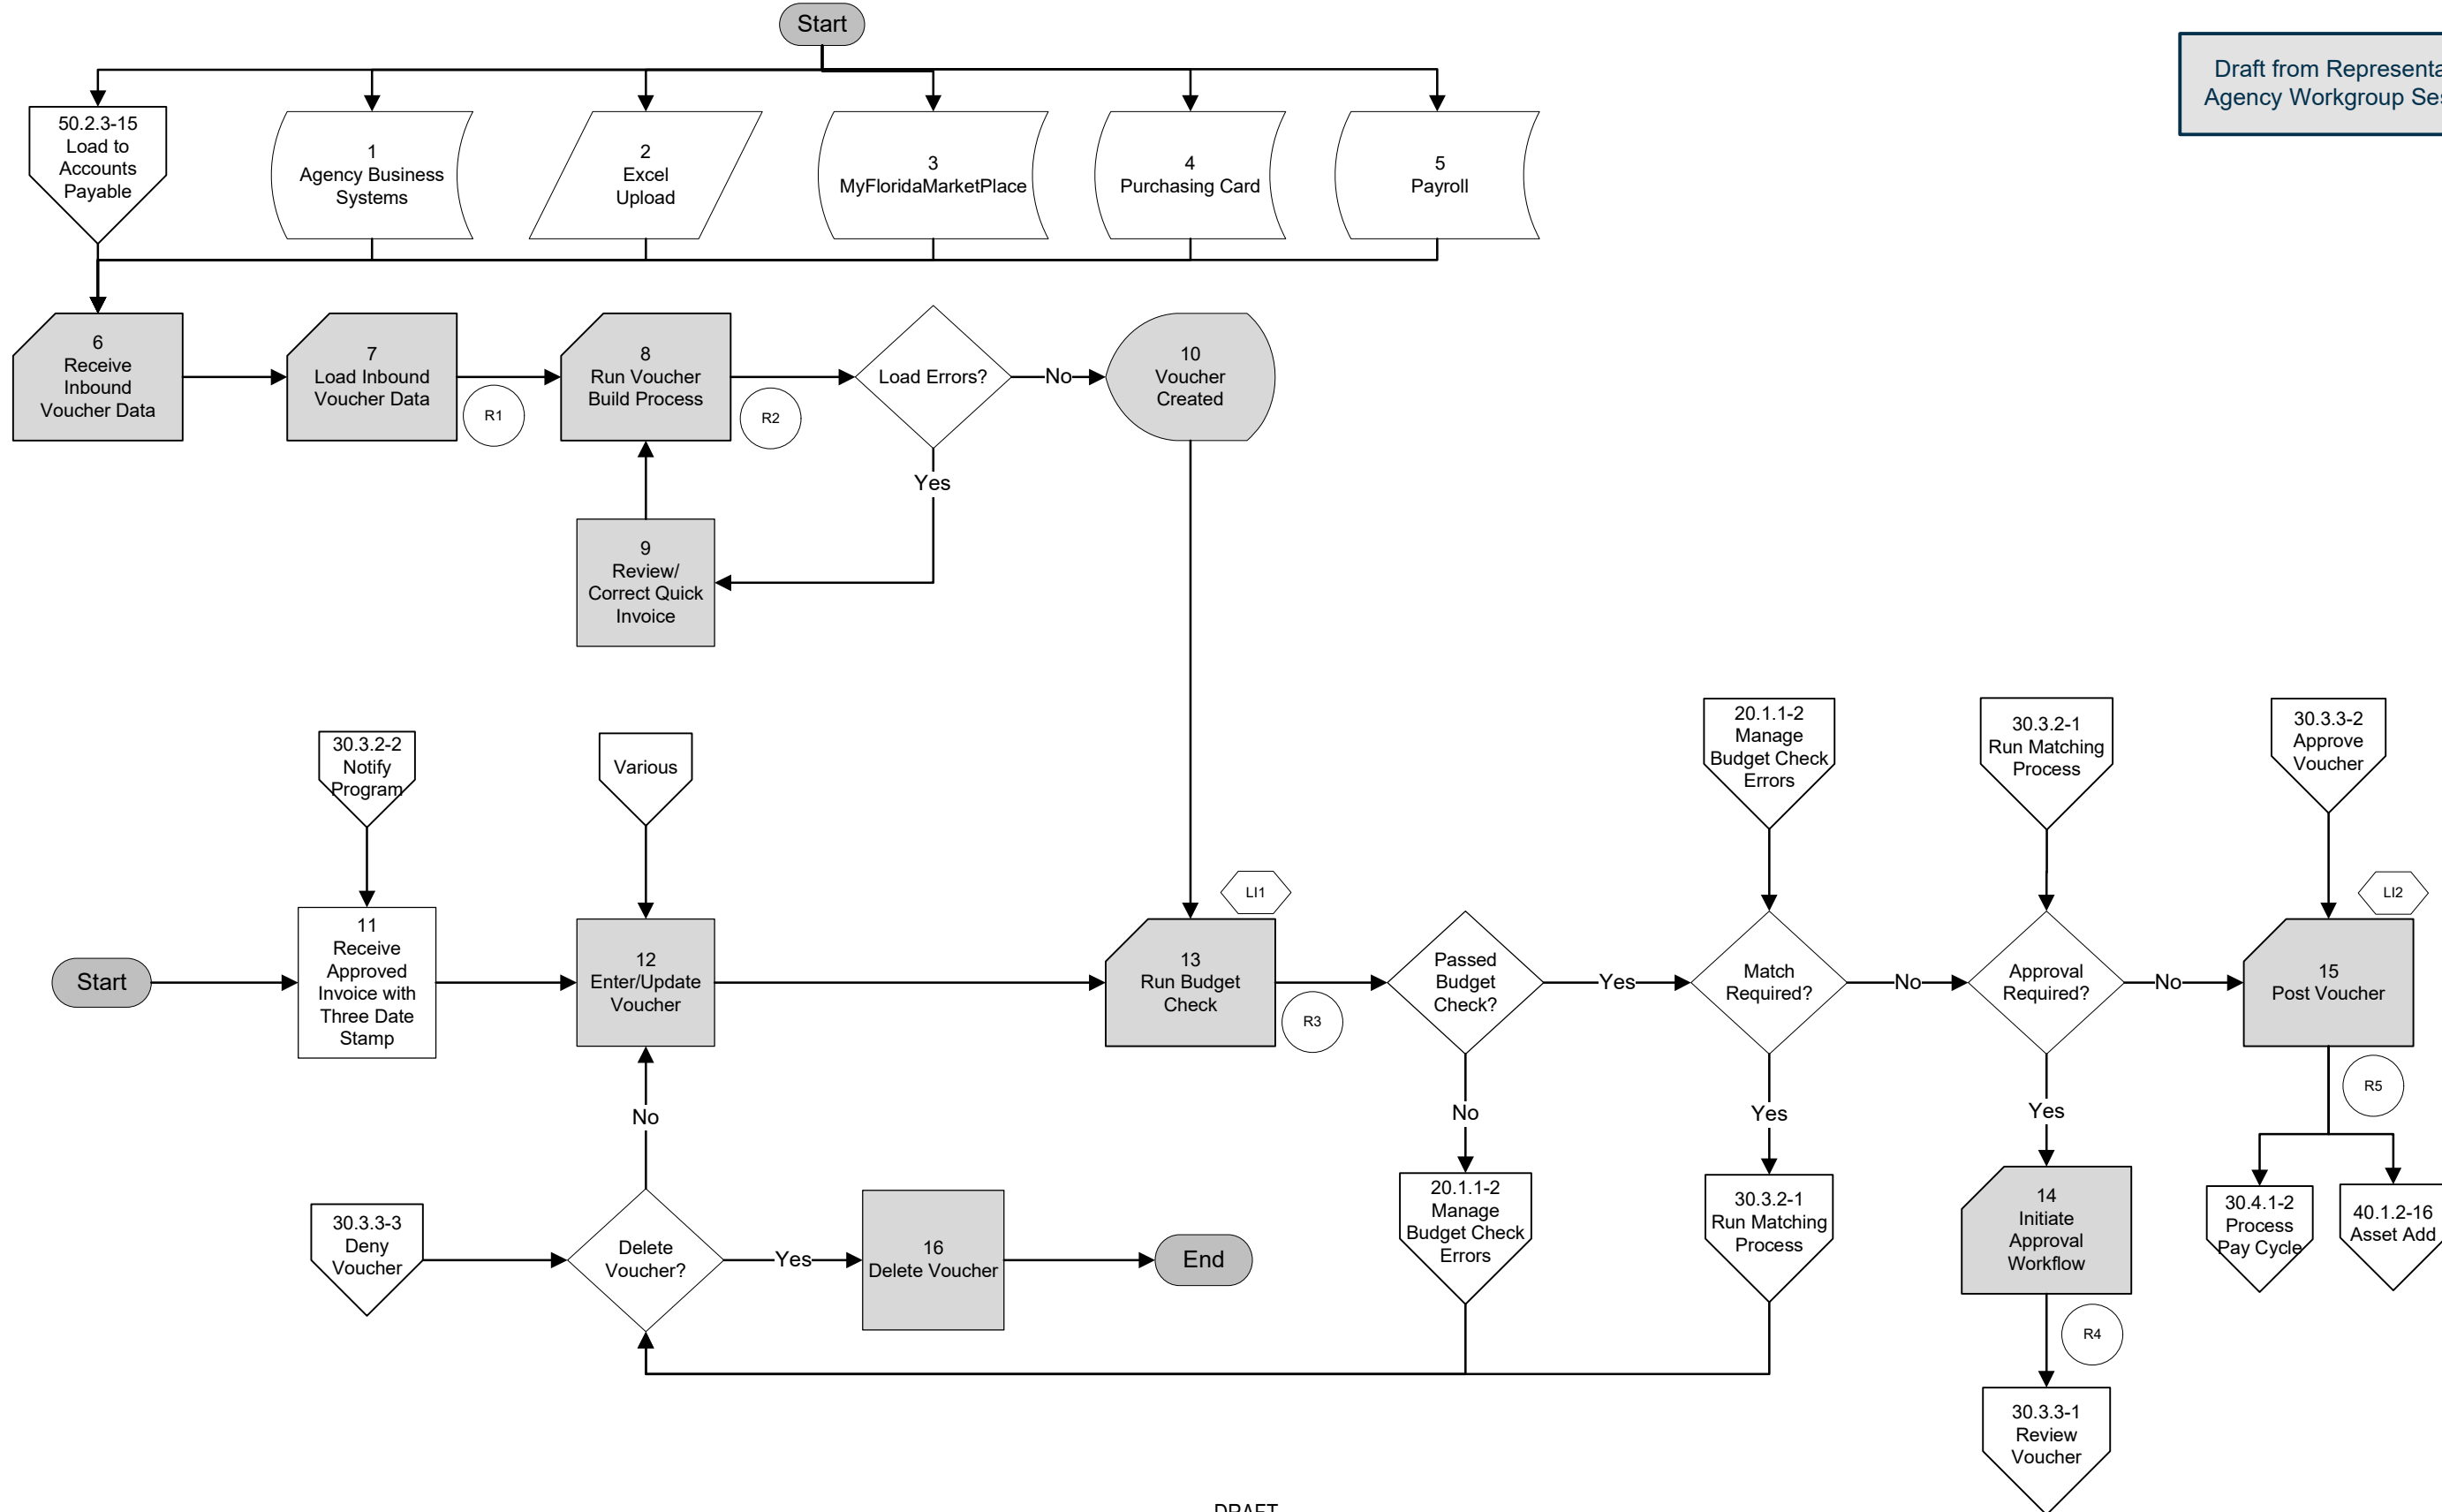 Start
Draft from Representa
Agency Workgroup Ses
50.2.3-15
Load to
Accounts
Payable
1
Agency Business
Systems
2
Excel
Upload
3
MyFloridaMarketPlace
4
Purchasing Card
5
Payroll
6
Receive
Inbound
Voucher Data
7
Load Inbound
Voucher Data
R1
8
Run Voucher
Build Process
R2
Load Errors?
No
10
Voucher
Created
Yes
9
Review/
Correct Quick
Invoice
30.3.2-2
Notify
Program
Various
20.1.1-2
Manage
Budget Check
Errors
30.3.2-1
Run Matching
Process
30.3.3-2
Approve
Voucher
LI1
LI2
Start
11
Receive
Approved
Invoice with
Three Date
Stamp
12
Enter/Update
Voucher
13
Run Budget
Check
R3
Passed
Budget
Check?
Yes
Match
Required?
No
Approval
Required?
No
15
Post Voucher
R5
No
No
Yes
Yes
30.3.3-3
Deny
Voucher
Delete
Voucher?
Yes
16
Delete Voucher
End
20.1.1-2
Manage
Budget Check
Errors
30.3.2-1
Run Matching
Process
14
Initiate
Approval
Workflow
30.4.1-2
Process
Pay Cycle
40.1.2-16
Asset Add
R4
30.3.3-1
Review
Voucher
DRAFT